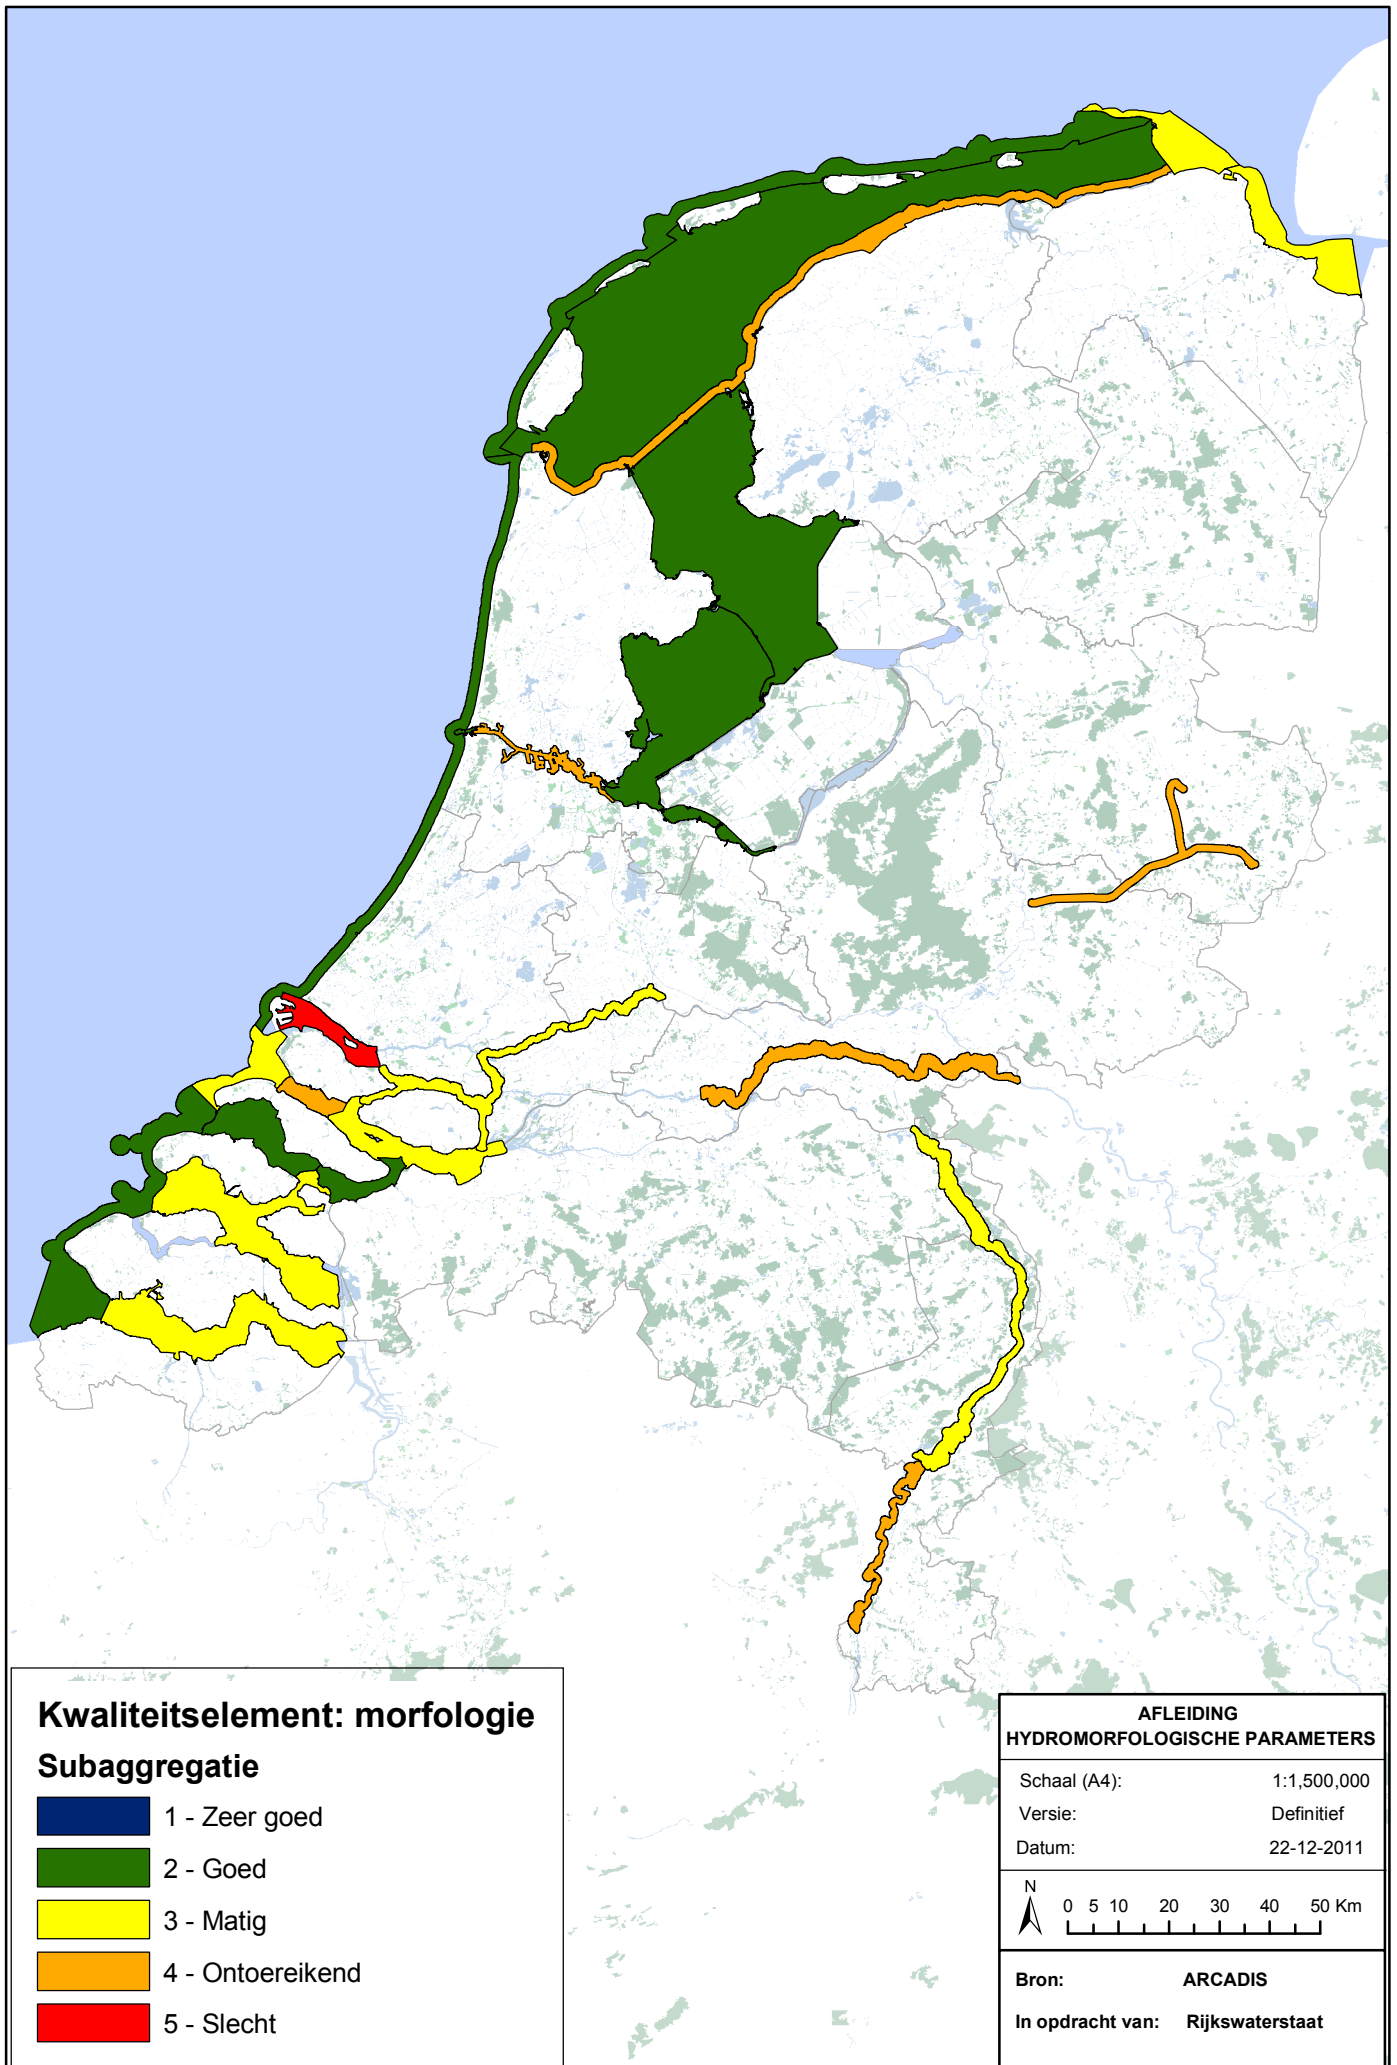 Kwaliteitselement: morfologie
Subaggregatie
1 - Zeer goed
2 - Goed
3 - Matig
4 - Ontoereikend
5 - Slecht
AFLEIDING
HYDROMORFOLOGISCHE PARAMETERS
Schaal (A4): 1:1,500,000
Versie: Definitief
Datum: 22-12-2011
N
0 5 10 20 30 40 50 Km
Bron: ARCADIS
In opdracht van: Rijkswaterstaat